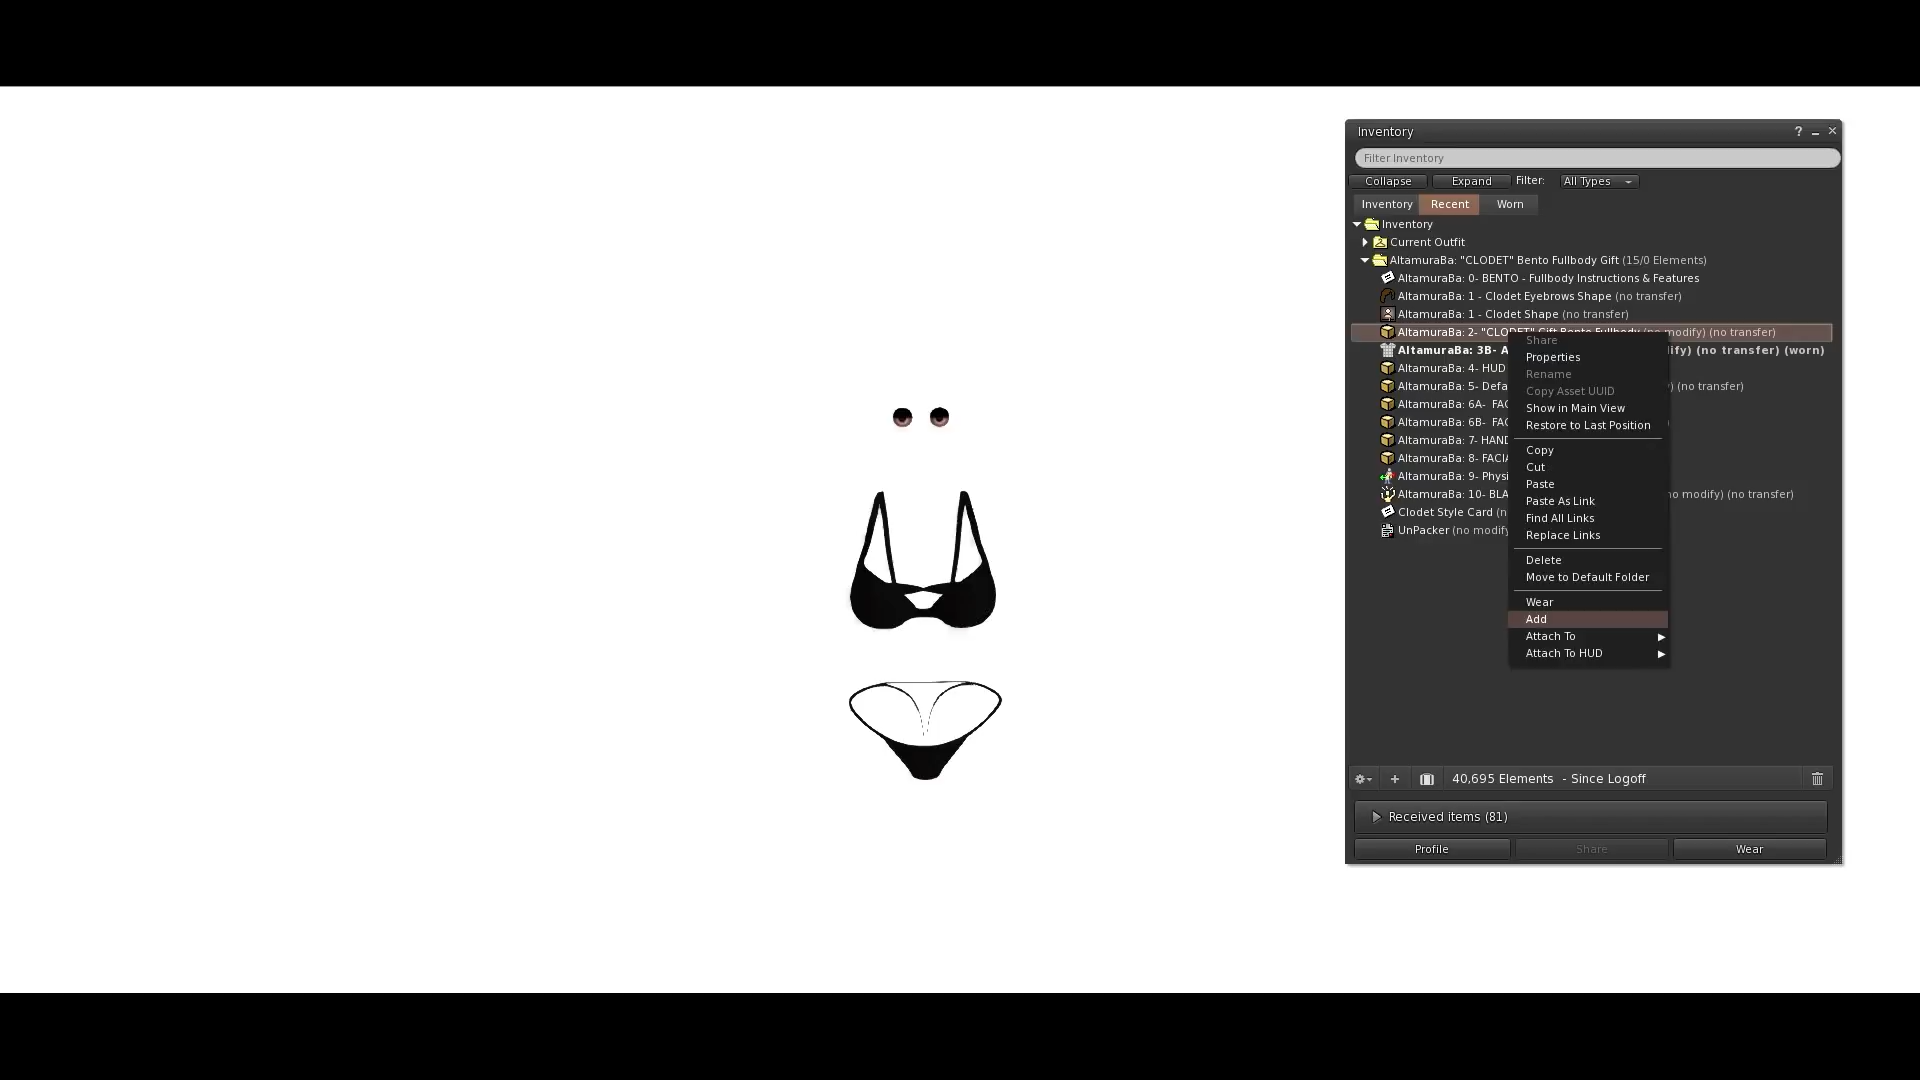 Inventory
?
Filter Inventory
Collapse Expand Filter: All Types
Inventory Recent Worn
Inventory
Current Outfit
AltamuraBa: "CLODET" Bento Fullbody Gift (15/0 Elements)
AltamuraBa: 0- BENTO - Fullbody Instructions & Features
AltamuraBa: 1 - Clodet Eyebrows Shape (no transfer)
AltamuraBa: 1 - Clodet Shape (no transfer)
AltamuraBa: 2- "CLODET" Gift Bento Fullbody (no modify) (no transfer)
AltamuraBa: 3B- A
ify) (no transfer) (worn)
AltamuraBa: 4- HUD
AltamuraBa: 5- Defa
) (no transfer)
AltamuraBa: 6A- FAC
AltamuraBa: 6B- FAC
AltamuraBa: 7- HAND
AltamuraBa: 8- FACIA
AltamuraBa: 9- Physi
AltamuraBa: 10- BLA
no modify) (no transfer)
Clodet Style Card (n
UnPacker (no modify
Share
Properties
Rename
Copy Asset UUID
Show in Main View
Restore to Last Position
Copy
Cut
Paste
Paste As Link
Find All Links
Replace Links
Delete
Move to Default Folder
Wear
Add
Attach To
Attach To HUD
40,695 Elements - Since Logoff
Received items (81)
Profile Share Wear